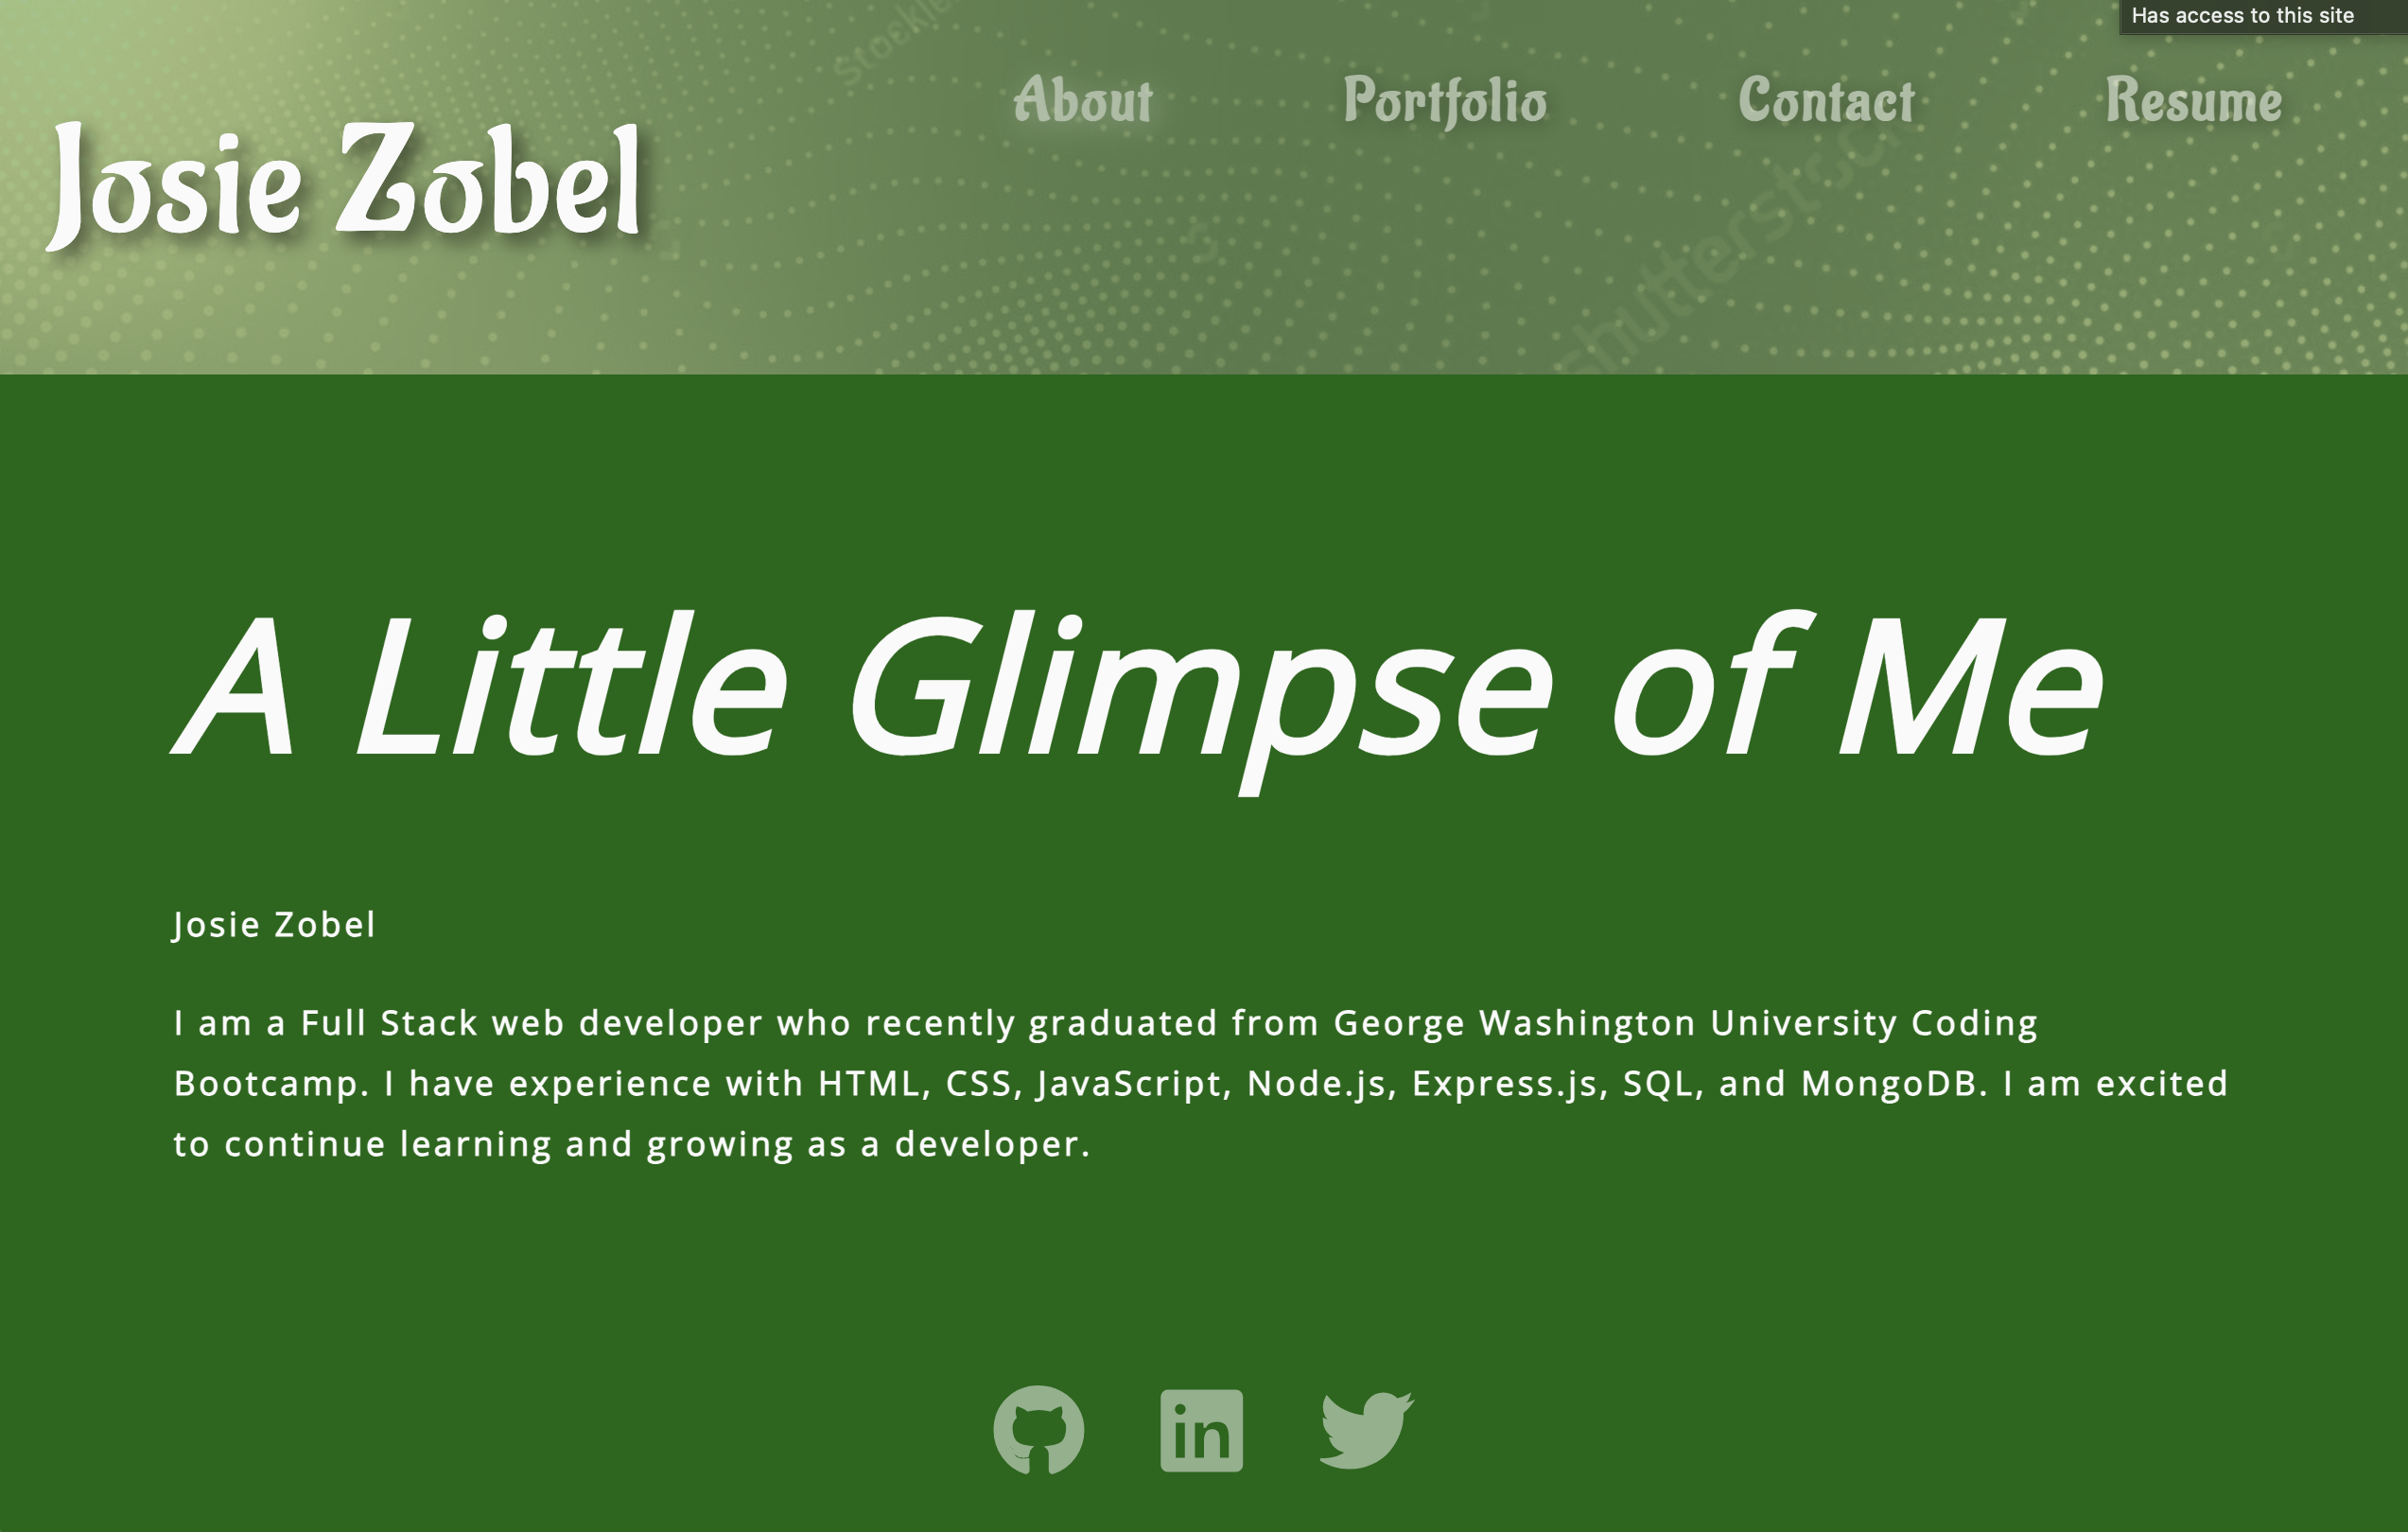 Has access to this site
About Portfolio Contact Resume
Josie Zobel
A Little Glimpse of Me
Josie Zobel
I am a Full Stack web developer who recently graduated from George Washington University Coding
Bootcamp. I have experience with HTML, CSS, JavaScript, Node.js, Express.js, SQL, and MongoDB. I am excited
to continue learning and growing as a developer.
in